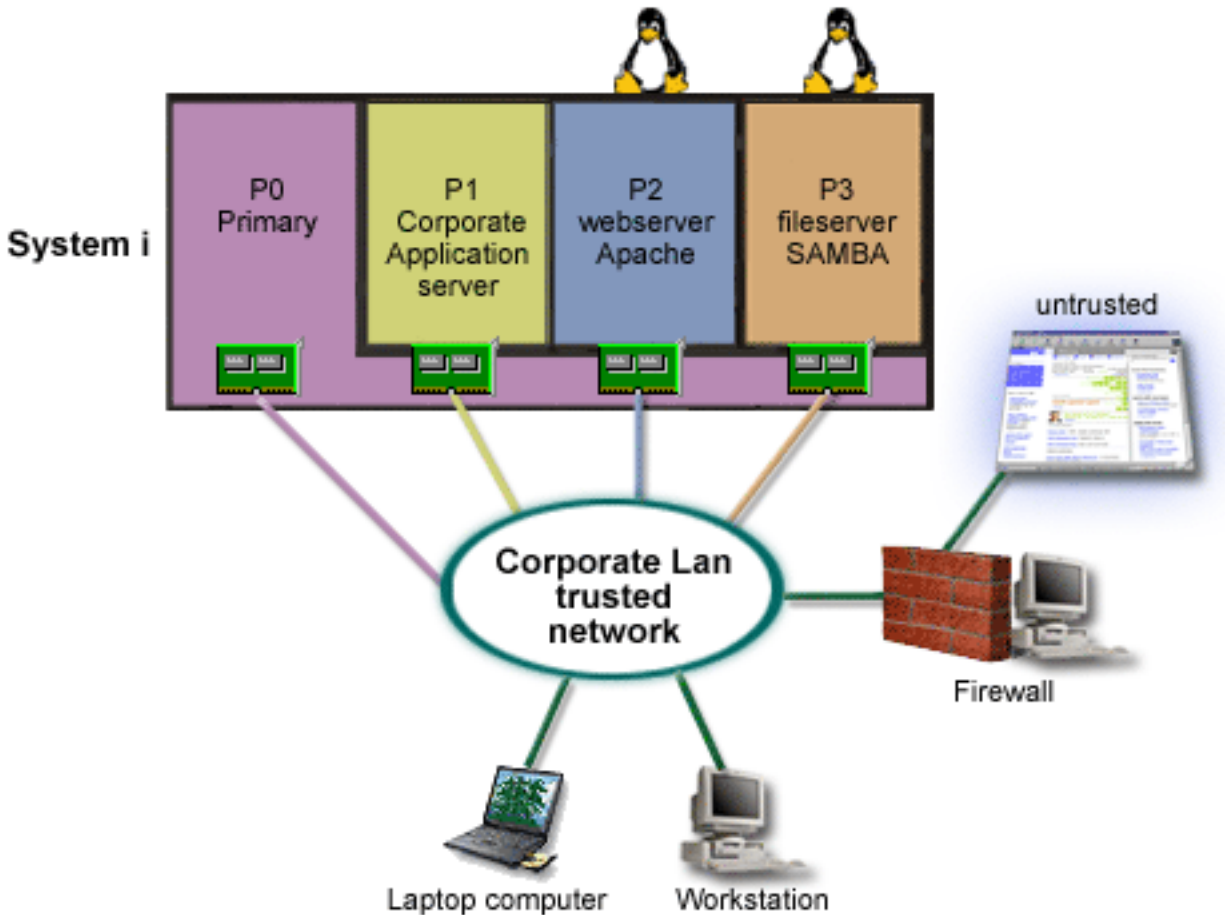 System i
P0
Primary
P1
Corporate
Application
server
P2
webserver
Apache
P3
fileserver
SAMBA
untrusted
Corporate Lan
trusted
network
Firewall
Laptop computer
Workstation